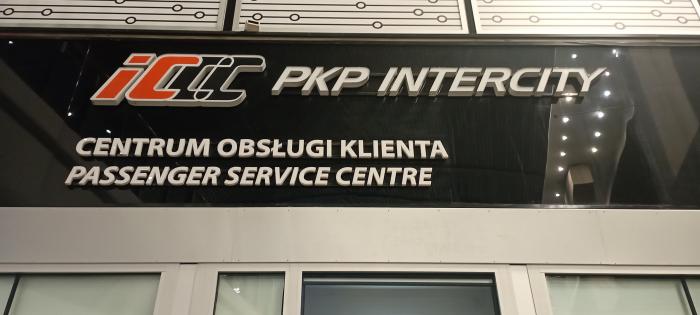 iC PKP INTERCITY
CENTRUM OBSŁUGI KLIENTA
PASSENGER SERVICE CENTRE